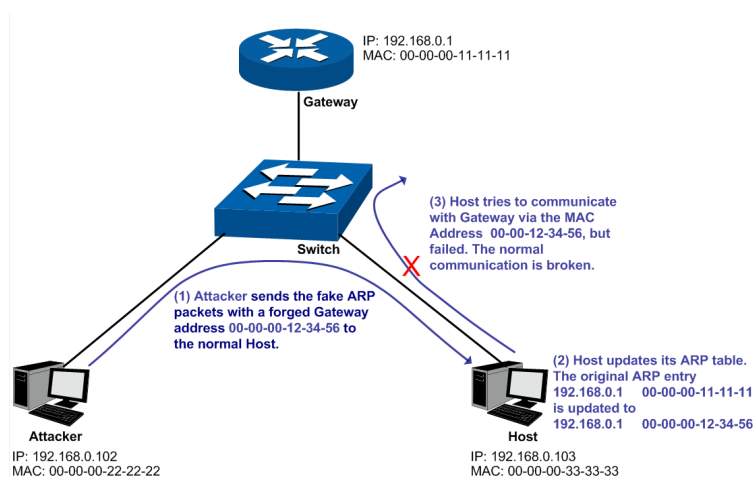 IP: 192.168.0.1
MAC: 00-00-00-11-11-11
Gateway
(3) Host tries to communicate
with Gateway via the MAC
Address 00-00-12-34-56, but
failed. The normal
communication is broken.
Switch
X
(1) Attacker sends the fake ARP
packets with a forged Gateway
address 00-00-00-12-34-56 to
the normal Host.
(2) Host updates its ARP table.
The original ARP entry
192.168.0.1 00-00-00-11-11-11
is updated to
192.168.0.1 00-00-00-12-34-56
Attacker
IP: 192.168.0.102
MAC: 00-00-00-22-22-22
Host
IP: 192.168.0.103
MAC: 00-00-00-33-33-33